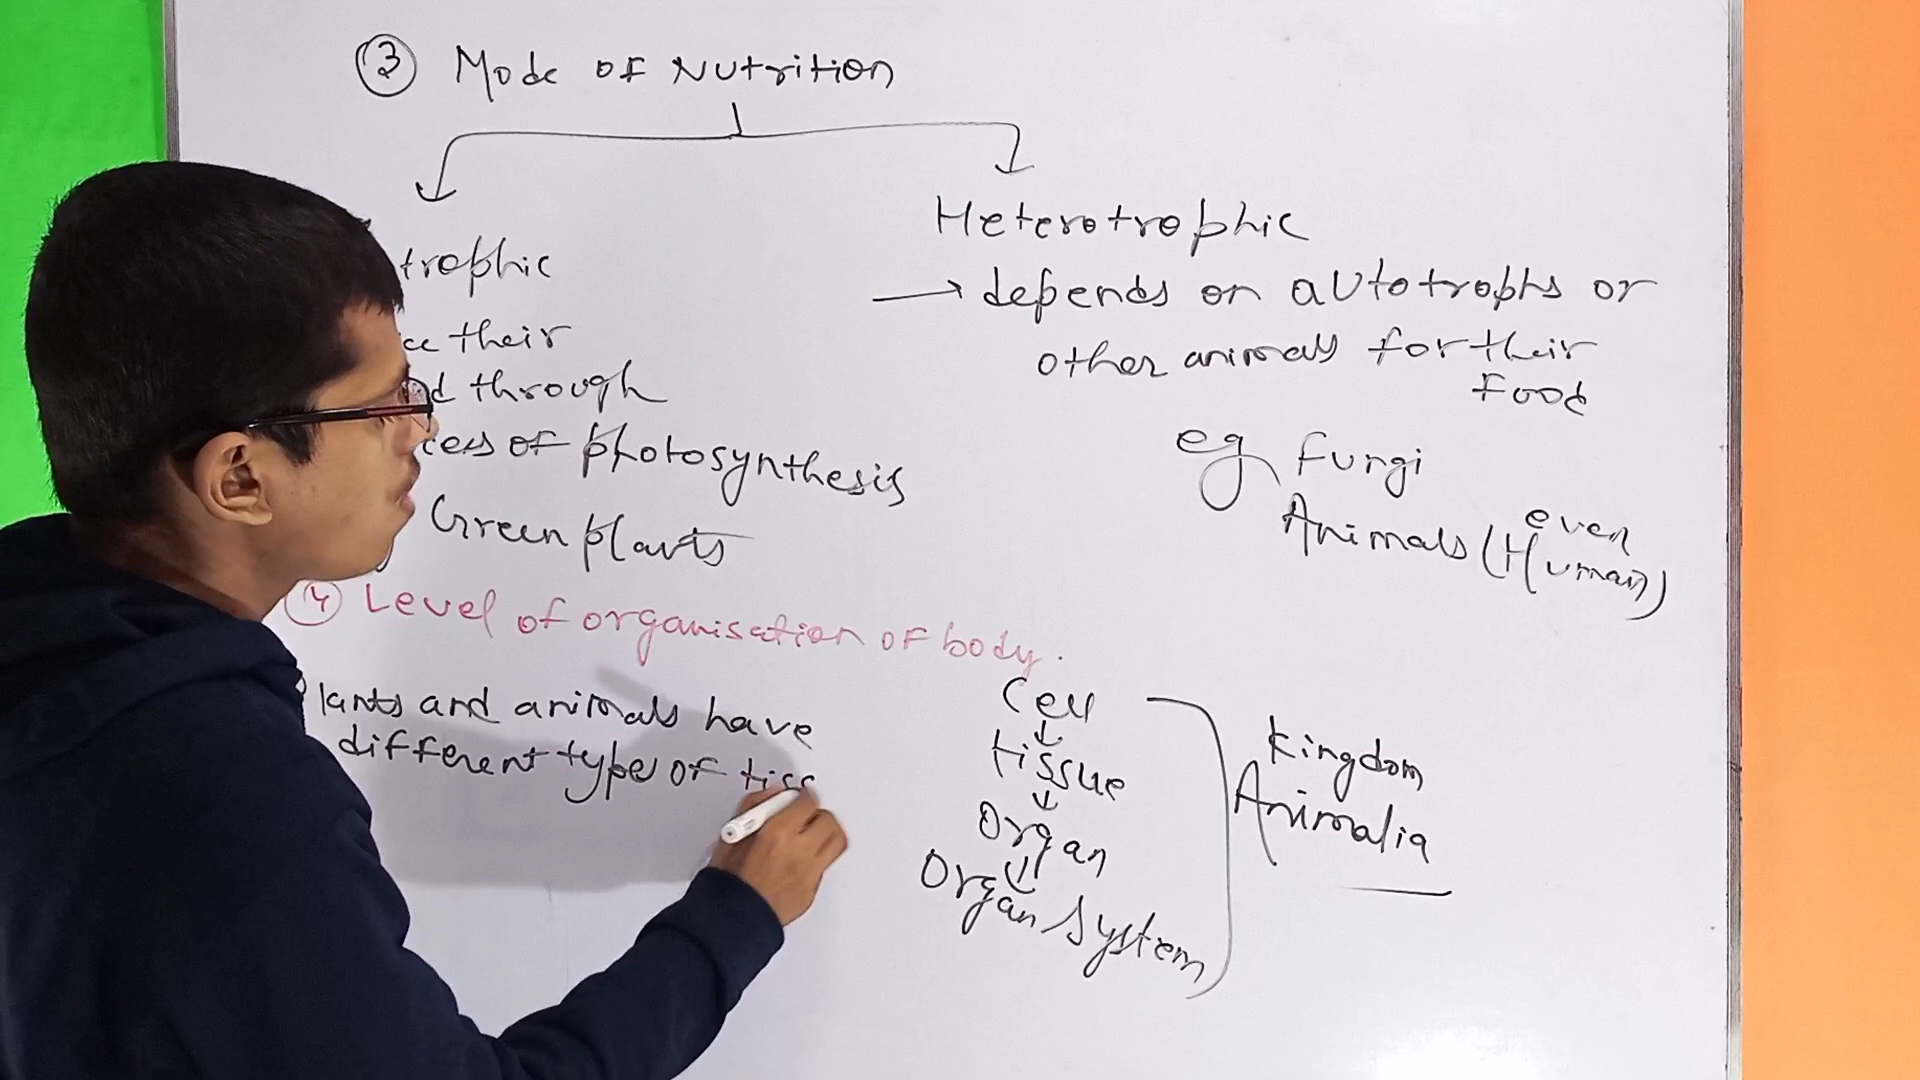 ③ Mode of Nutrition
trophic
ce their
d through
cess of photosynthesis
Green plants
Heterotrophic
→ depends on autotrophs or
other animals for their
food
eg Fungi
Animals (even Human)
④ Level of organisation of body.
Plants and animals have
different type of tiss
Cell
↓
tissue
↓
Organ
↓
Organ System
Kingdom
Animalia